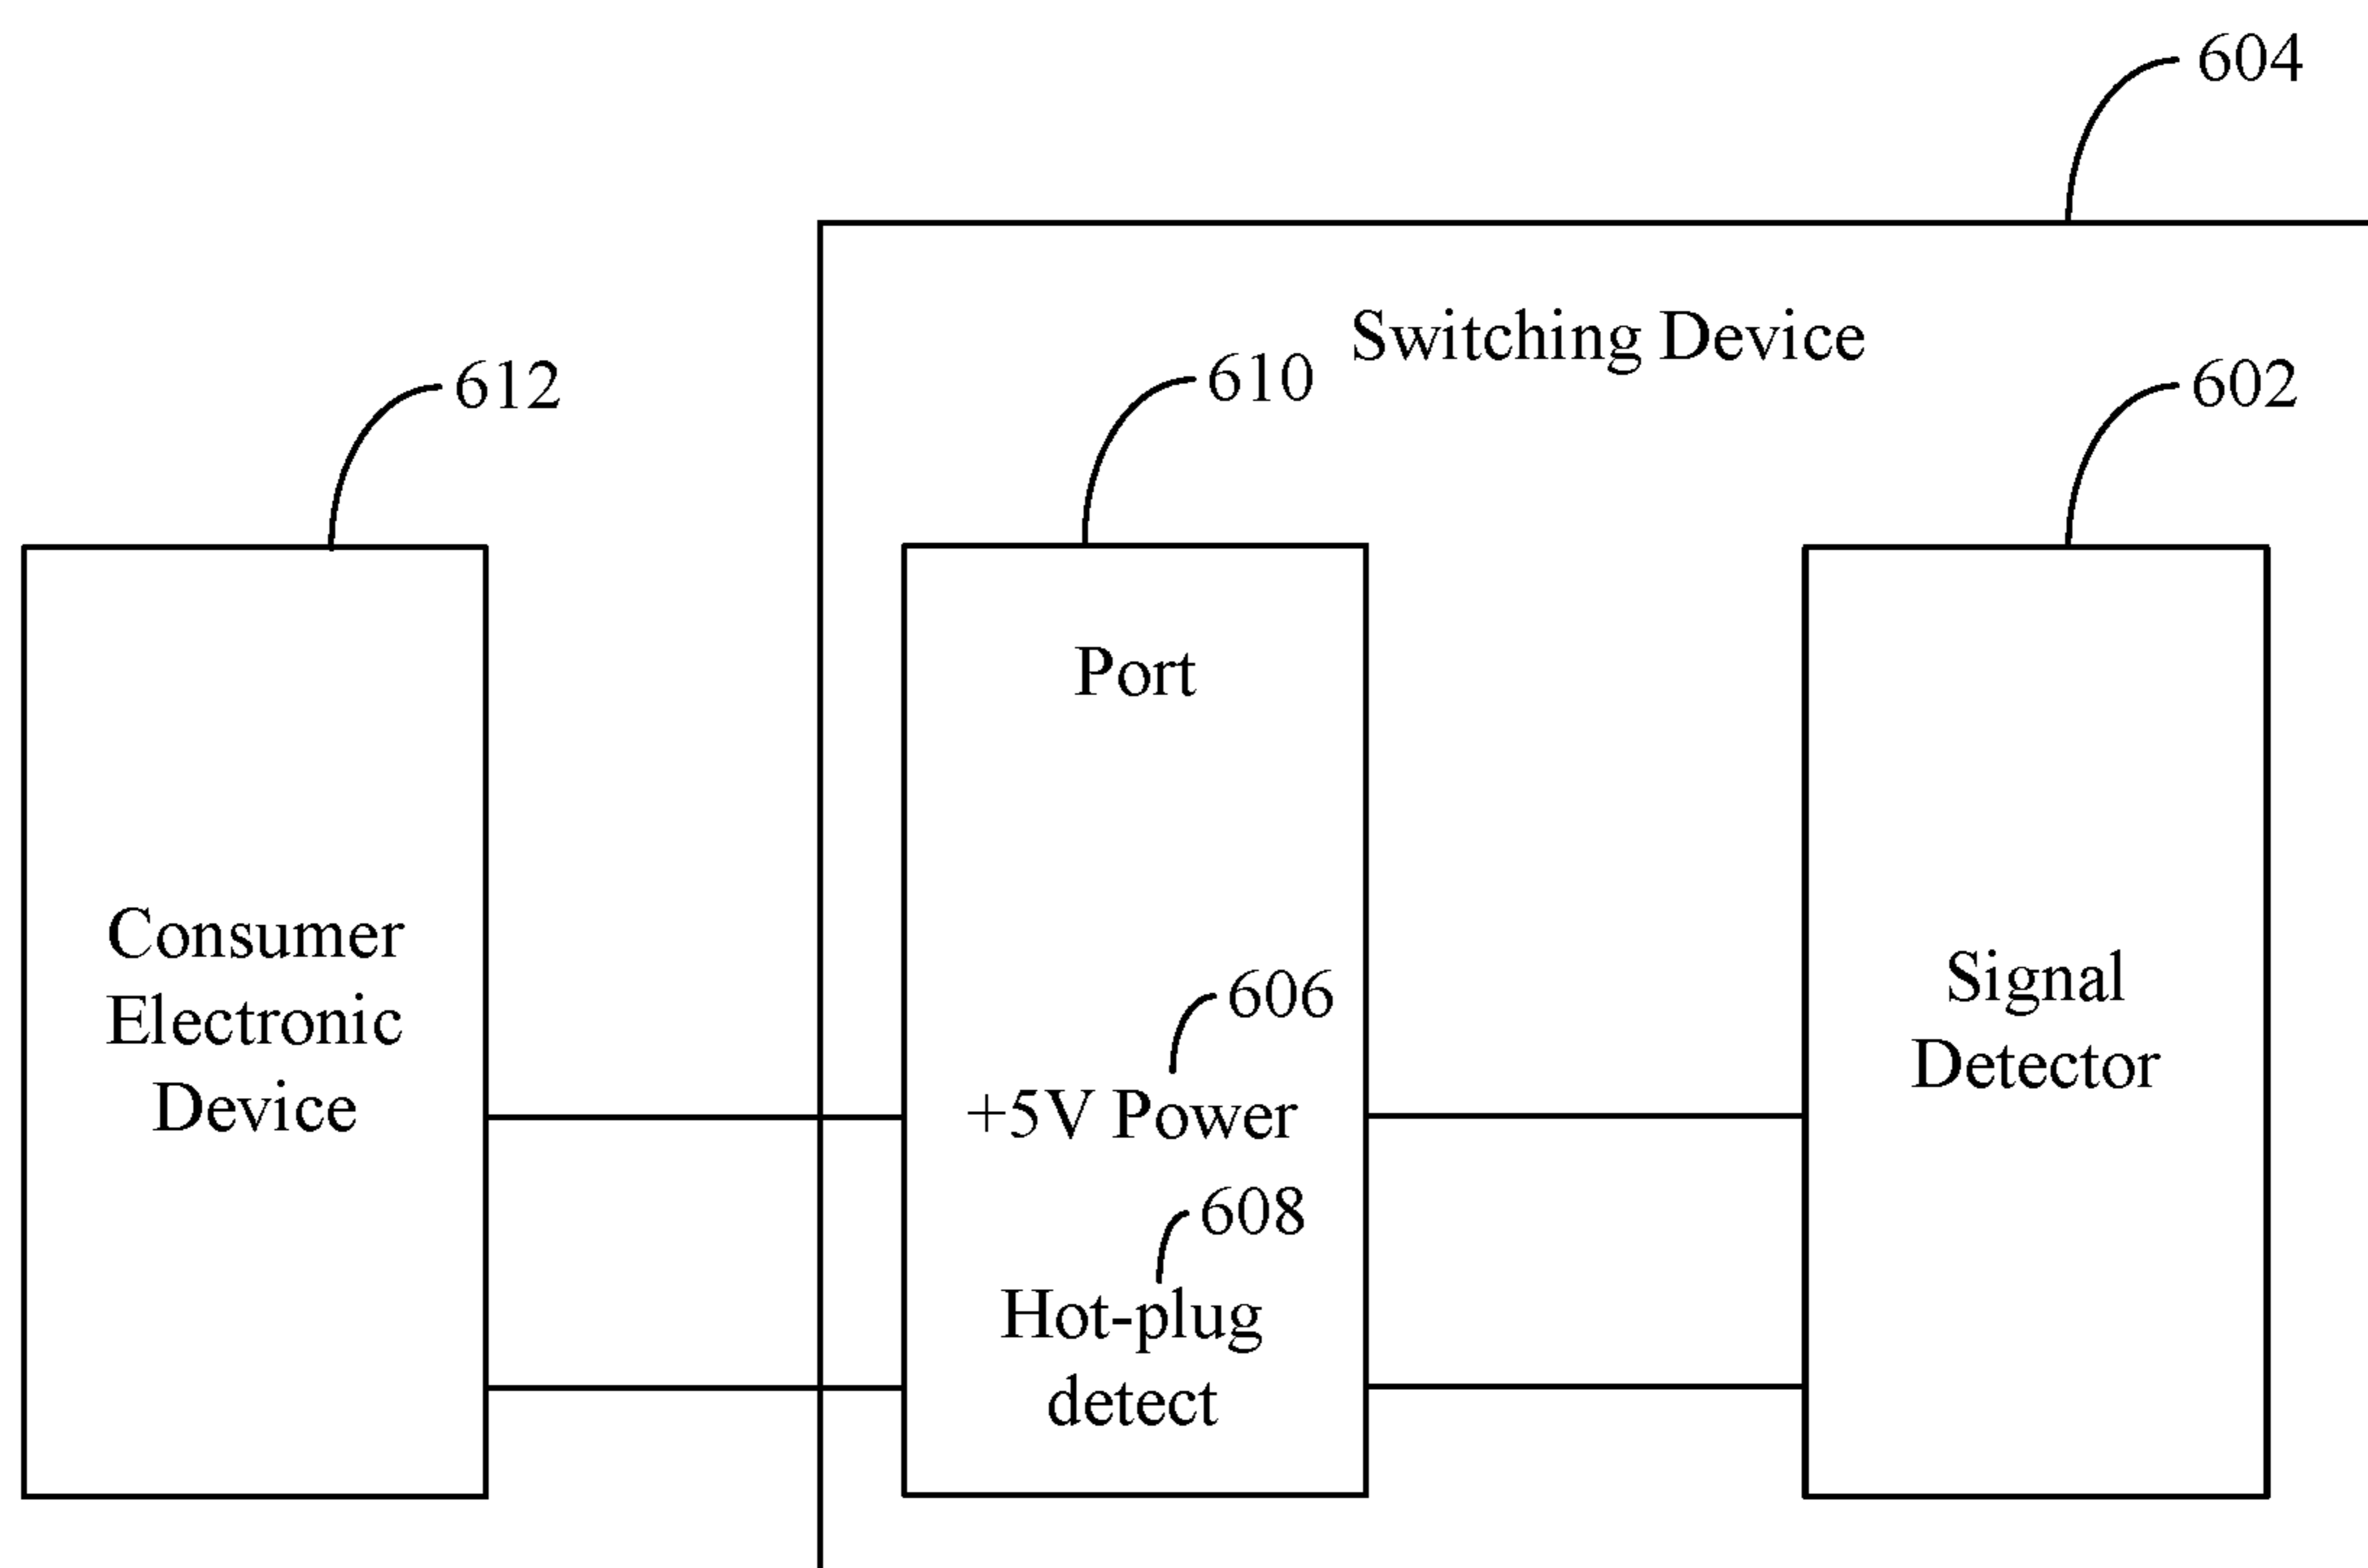 604
Switching Device
612
610
602
Port
Consumer
Electronic
Device
606
+5V Power
608
Hot-plug
detect
Signal
Detector